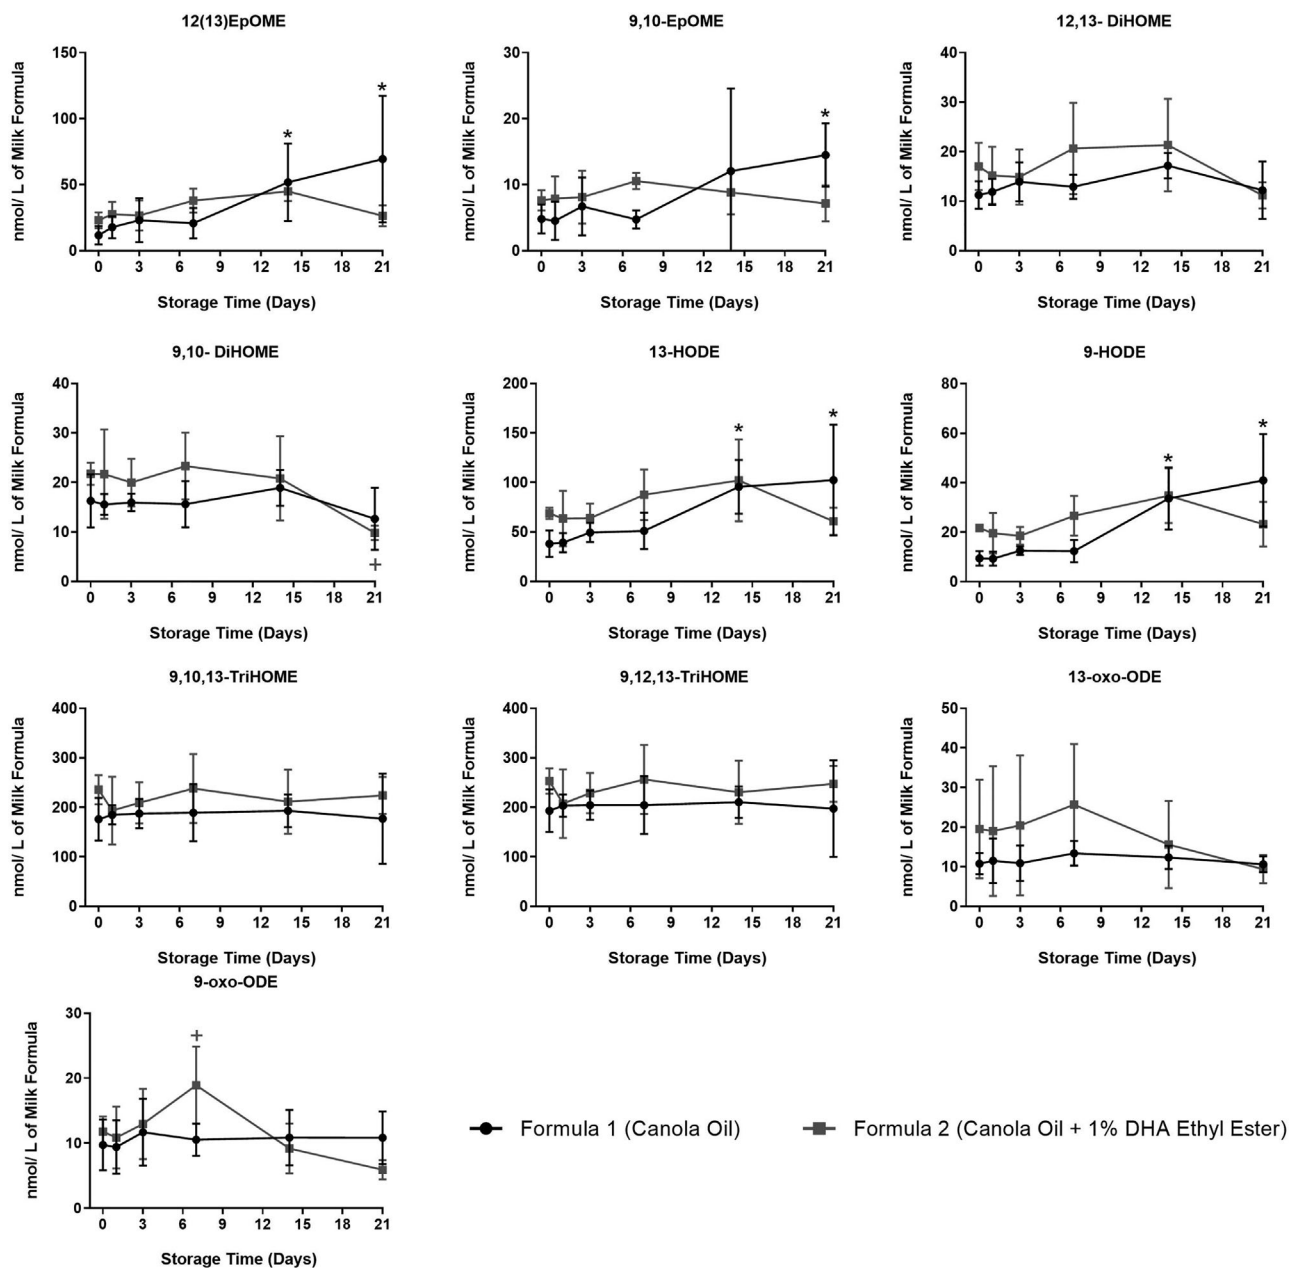 12(13)EpOME
9,10-EpOME
12,13- DiHOME
nmol/ L of Milk Formula
150
100
50
0
*
*
0 3 6 9 12 15 18 21
Storage Time (Days)
nmol/ L of Milk Formula
30
20
10
0
*
0 3 6 9 12 15 18 21
Storage Time (Days)
nmol/ L of Milk Formula
40
30
20
10
0
0 3 6 9 12 15 18 21
Storage Time (Days)
9,10- DiHOME
13-HODE
9-HODE
nmol/ L of Milk Formula
40
30
20
10
0
+
0 3 6 9 12 15 18 21
Storage Time (Days)
nmol/ L of Milk Formula
200
150
100
50
0
*
*
0 3 6 9 12 15 18 21
Storage Time (Days)
nmol/ L of Milk Formula
80
60
40
20
0
*
*
0 3 6 9 12 15 18 21
Storage Time (Days)
9,10,13-TriHOME
9,12,13-TriHOME
13-oxo-ODE
nmol/ L of Milk Formula
400
300
200
100
0
0 3 6 9 12 15 18 21
Storage Time (Days)
nmol/ L of Milk Formula
400
300
200
100
0
0 3 6 9 12 15 18 21
Storage Time (Days)
nmol/ L of Milk Formula
50
40
30
20
10
0
0 3 6 9 12 15 18 21
Storage Time (Days)
9-oxo-ODE
nmol/ L of Milk Formula
30
20
10
0
+
0 3 6 9 12 15 18 21
Storage Time (Days)
Formula 1 (Canola Oil)
Formula 2 (Canola Oil + 1% DHA Ethyl Ester)